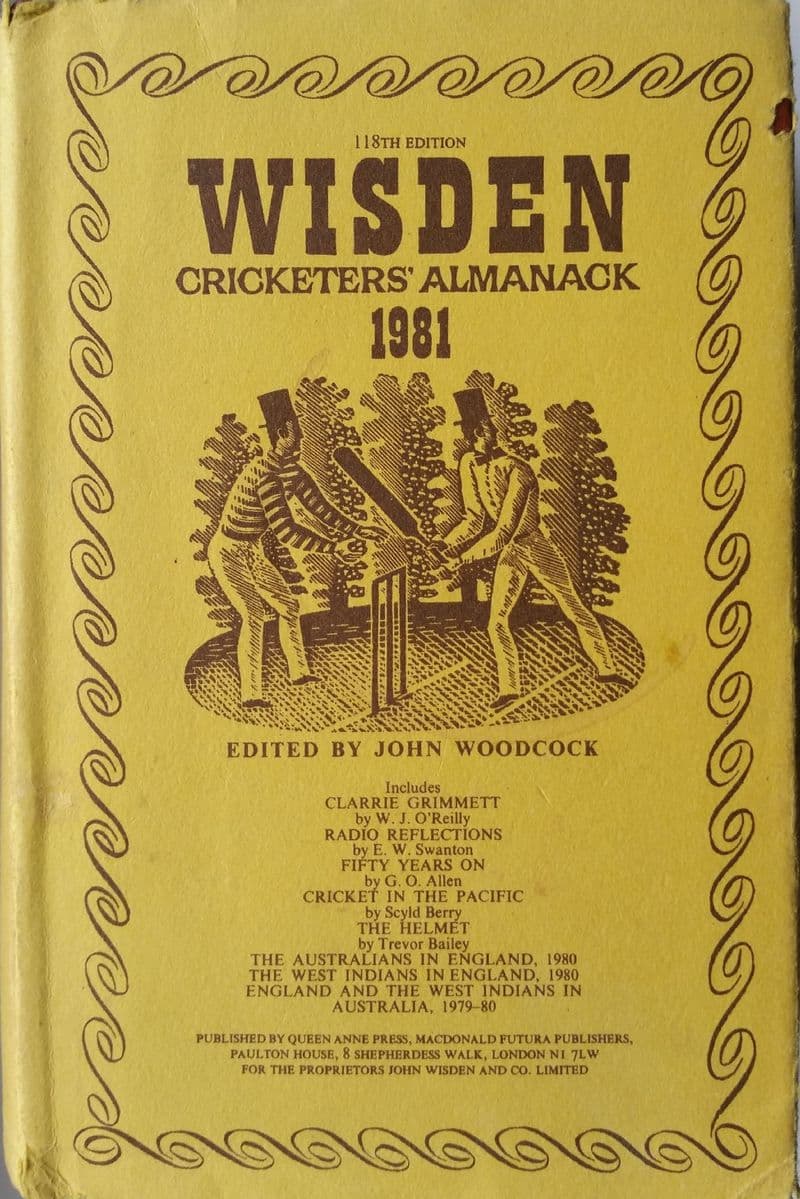 118TH EDITION
WISDEN
CRICKETERS' ALMANACK
1981
EDITED BY JOHN WOODCOCK
Includes
CLARRIE GRIMMETT
by W. J. O'Reilly
RADIO REFLECTIONS
by E. W. Swanton
FIFTY YEARS ON
by G. O. Allen
CRICKET IN THE PACIFIC
by Scyld Berry
THE HELMET
by Trevor Bailey
THE AUSTRALIANS IN ENGLAND, 1980
THE WEST INDIANS IN ENGLAND, 1980
ENGLAND AND THE WEST INDIANS IN
AUSTRALIA, 1979–80
PUBLISHED BY QUEEN ANNE PRESS, MACDONALD FUTURA PUBLISHERS,
PAULTON HOUSE, 8 SHEPHERDESS WALK, LONDON N1 7LW
FOR THE PROPRIETORS JOHN WISDEN AND CO. LIMITED